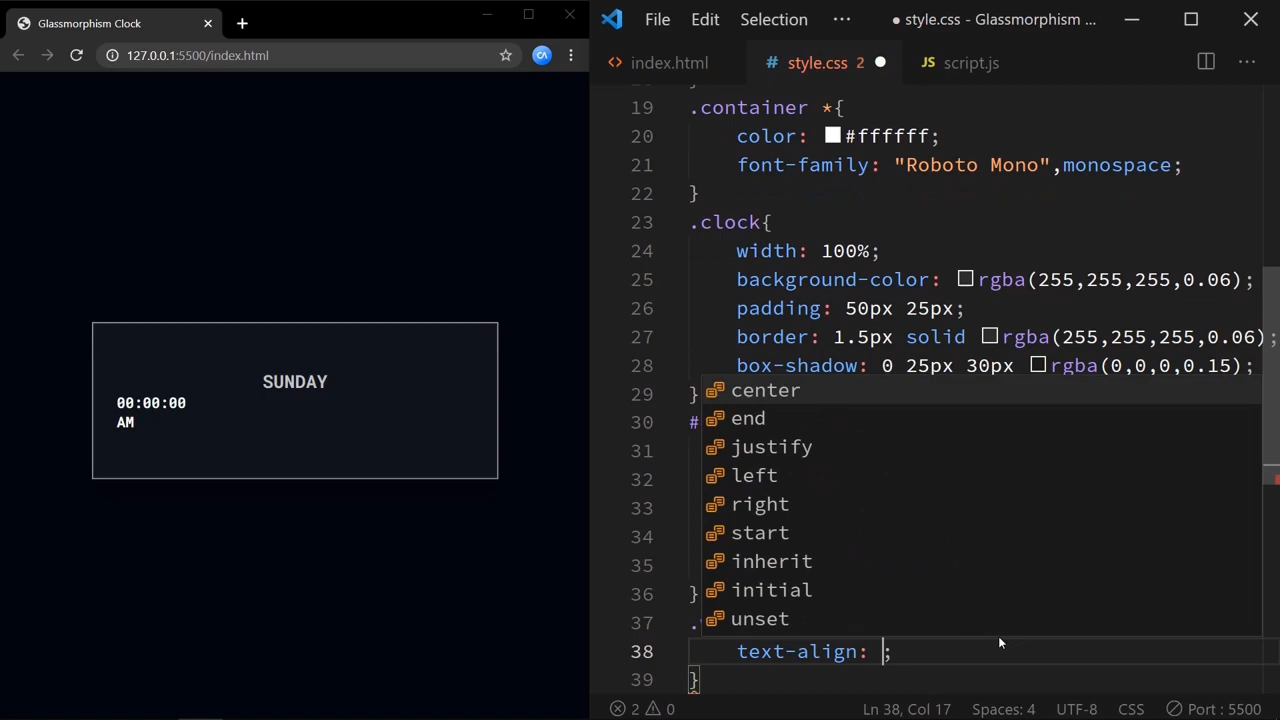 Glassmorphism Clock
127.0.0.1:5500/index.html
SUNDAY
00:00:00
AM
File Edit Selection ··· ● style.css - Glassmorphism ...
<> index.html # style.css 2 ● JS script.js ···
19 .container *{
20 color: #ffffff;
21 font-family: "Roboto Mono",monospace;
22 }
23 .clock{
24 width: 100%;
25 background-color: rgba(255,255,255,0.06);
26 padding: 50px 25px;
27 border: 1.5px solid rgba(255,255,255,0.06);
28 box-shadow: 0 25px 30px rgba(0,0,0,0.15);
29 }
30 #
31
32
33
34
35
36 }
37 .
38 text-align: ;
39 }
center
end
justify
left
right
start
inherit
initial
unset
2 0 Ln 38, Col 17 Spaces: 4 UTF-8 CSS Port : 5500